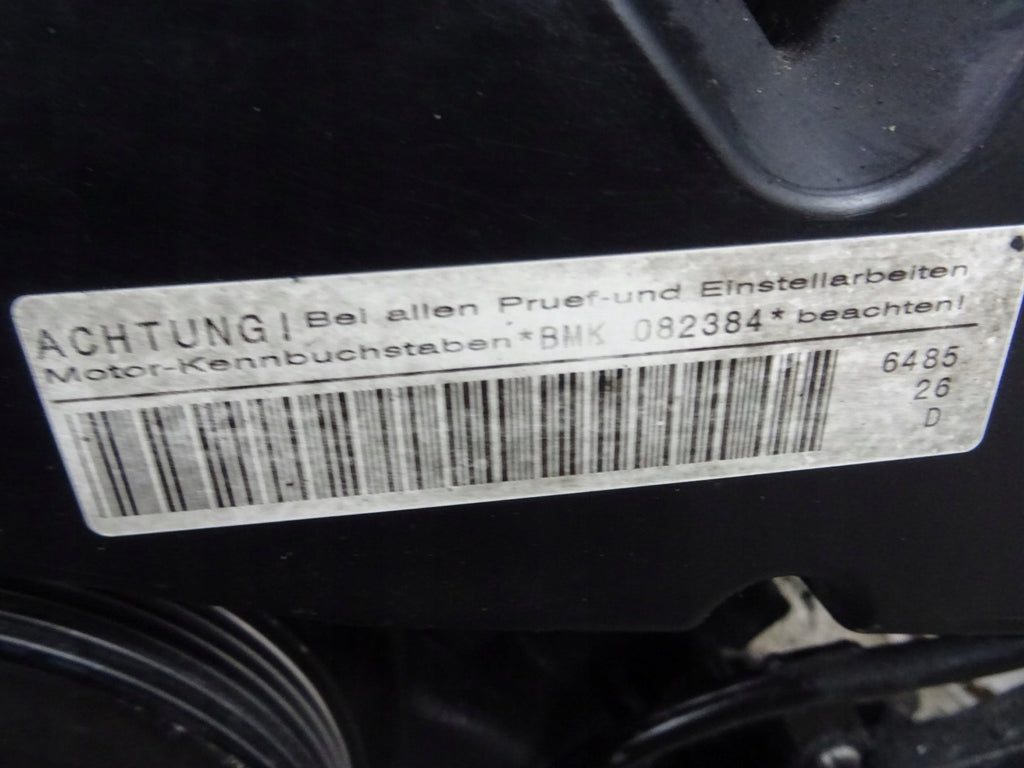 ACHTUNG! Bei allen Pruef-und Einstellarbeiten
Motor-Kennbuchstaben *BMK 082384* beachten!
6485
26
D